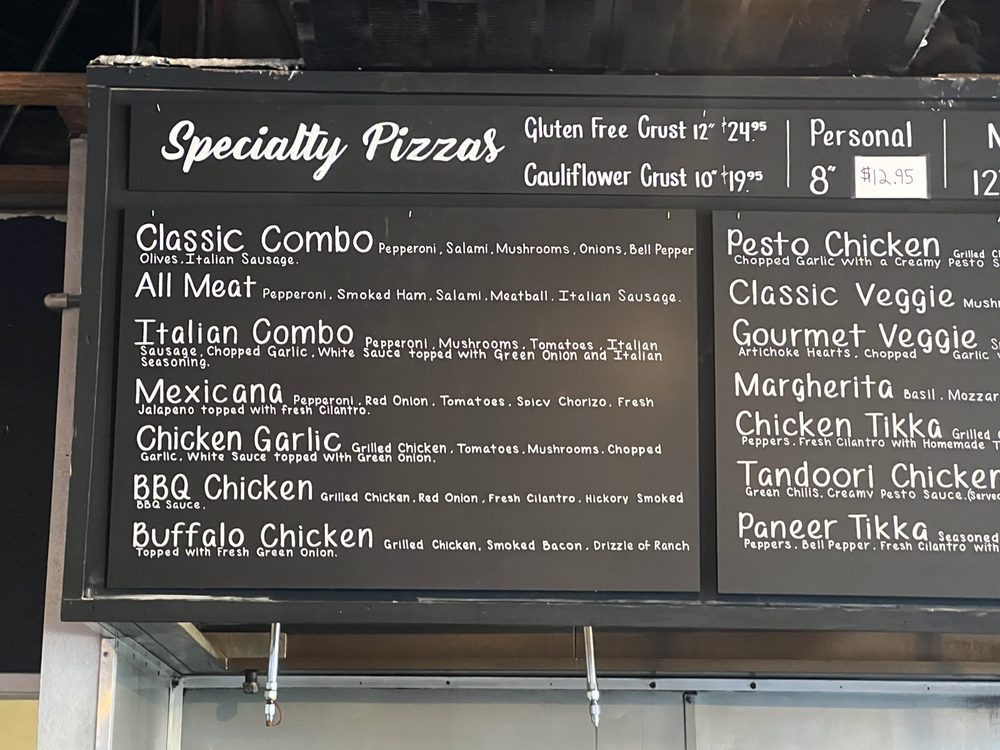 Specialty Pizzas
Gluten Free Crust 12" $24.95
Cauliflower Crust 10" $19.95
Personal
8" $12.95
12"
Classic Combo Pepperoni, Salami, Mushrooms, Onions, Bell Pepper
Olives, Italian Sausage.
All Meat Pepperoni, Smoked Ham, Salami, Meatball, Italian Sausage.
Italian Combo Pepperoni, Mushrooms, Tomatoes, Italian
Sausage, Chopped Garlic, White Sauce topped with Green Onion and Italian
Seasoning.
Mexicana Pepperoni, Red Onion, Tomatoes, Spicy Chorizo, Fresh
Jalapeno topped with fresh Cilantro.
Chicken Garlic Grilled Chicken, Tomatoes, Mushrooms, Chopped
Garlic, White Sauce topped with Green Onion.
BBQ Chicken Grilled Chicken, Red Onion, Fresh Cilantro, Hickory Smoked
BBQ Sauce.
Buffalo Chicken Grilled Chicken, Smoked Bacon, Drizzle of Ranch
Topped with Fresh Green Onion.
Pesto Chicken Grilled
Chopped Garlic with a Creamy Pesto
Classic Veggie
Gourmet Veggie
Artichoke Hearts, Chopped Garlic
Margherita Basil,
Chicken Tikka Grilled
Peppers, Fresh Cilantro with Homemade
Tandoori Chicken
Green Chilis, Creamy Pesto Sauce. (Served
Paneer Tikka Seasoned
Peppers, Bell Pepper, Fresh Cilantro with